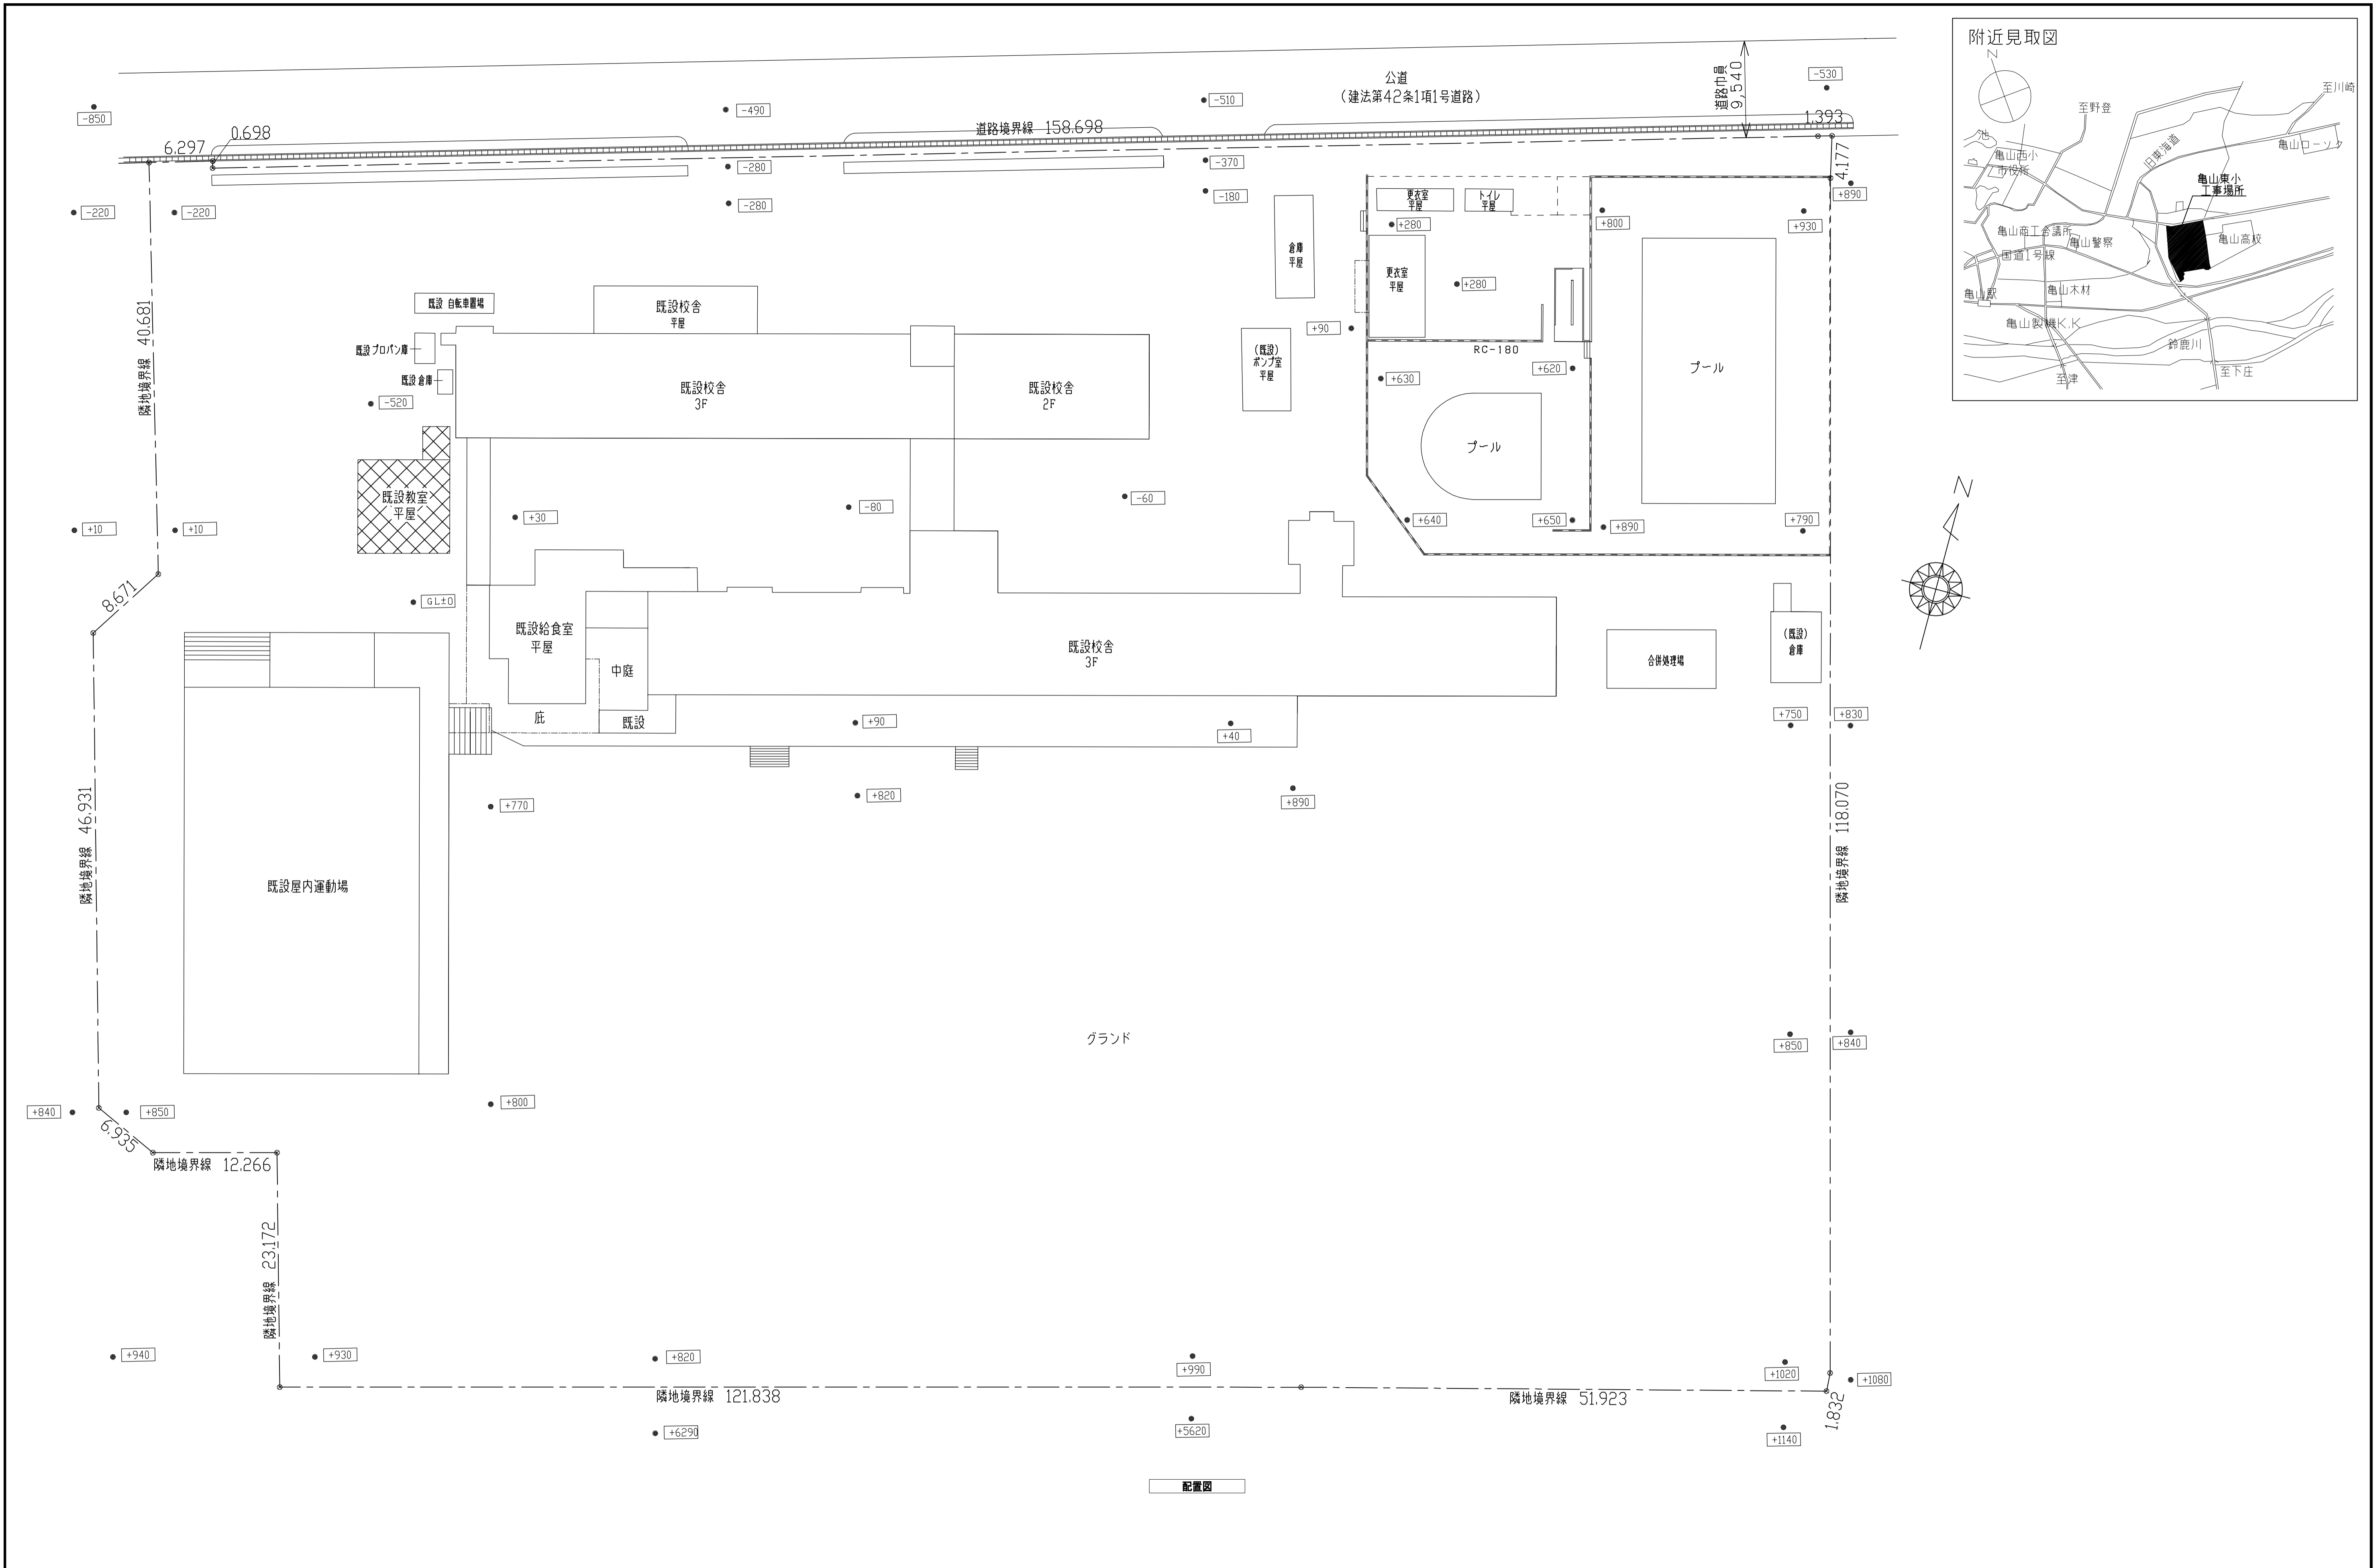 公道
(建法第42条1項1号道路)
道路巾員
9,540
-530
-850
-490
-510
道路境界線 158.698
1.393
6.297
0.698
4.177
-280
-370
-220
-220
-280
-180
+890
更衣室
平屋
トイレ
平屋
+280
+800
+930
倉庫
平屋
更衣室
平屋
+280
隣地境界線 40.681
既設 自転車置場
既設校舎
平屋
+90
既設プロパン庫
(既設)
ポンプ室
平屋
RC-180
既設 倉庫
-520
既設校舎
3F
既設校舎
2F
+630
+620
プール
プール
既設教室
平屋
+10
+10
+30
-80
-60
+640
+650
+890
+790
8.671
GL±0
既設給食室
平屋
中庭
既設校舎
3F
合併処理場
(既設)
倉庫
庇
既設
+90
+40
+750
+830
+770
+820
+890
隣地境界線 46.931
隣地境界線 118.070
既設屋内運動場
グランド
+850
+840
+840
+850
+800
6.935
隣地境界線 12.266
隣地境界線 23.172
+940
+930
+820
+990
+1020
+1080
隣地境界線 121.838
隣地境界線 51.923
1.832
+6290
+5620
+1140
配置図
N
附近見取図
N
至川崎
至野登
池
亀山西小
市役所
旧東海道
亀山ローソク
亀山東小
工事場所
亀山商工会議所
亀山警察
亀山高校
国道1号線
亀山駅
亀山木材
亀山製機K.K
鈴鹿川
至津
至下庄